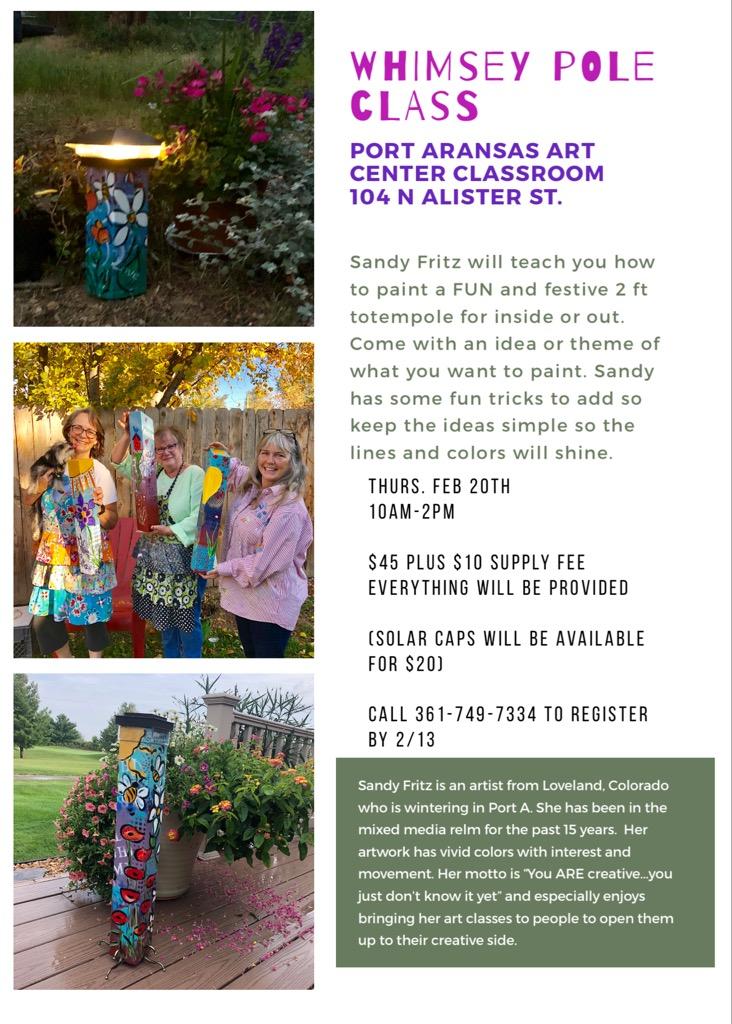 WHIMSEY POLE
CLASS
PORT ARANSAS ART
CENTER CLASSROOM
104 N ALISTER ST.
Sandy Fritz will teach you how
to paint a FUN and festive 2 ft
totempole for inside or out.
Come with an idea or theme of
what you want to paint. Sandy
has some fun tricks to add so
keep the ideas simple so the
lines and colors will shine.
THURS. FEB 20TH
10AM-2PM
$45 PLUS $10 SUPPLY FEE
EVERYTHING WILL BE PROVIDED
(SOLAR CAPS WILL BE AVAILABLE
FOR $20)
CALL 361-749-7334 TO REGISTER
BY 2/13
Sandy Fritz is an artist from Loveland, Colorado
who is wintering in Port A. She has been in the
mixed media relm for the past 15 years. Her
artwork has vivid colors with interest and
movement. Her motto is "You ARE creative...you
just don't know it yet" and especially enjoys
bringing her art classes to people to open them
up to their creative side.